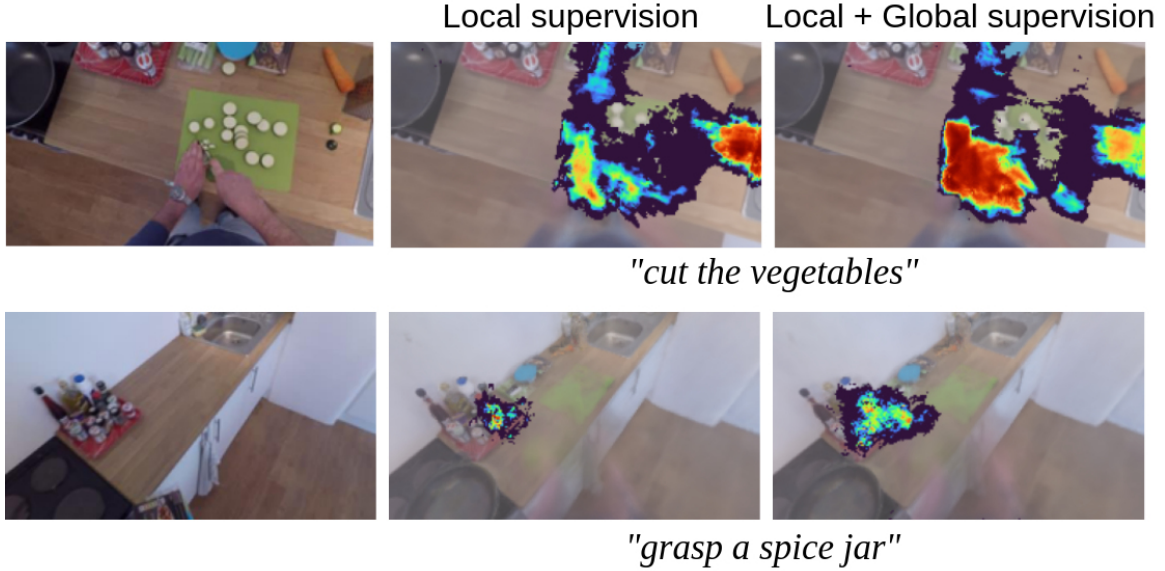 Local supervision
Local + Global supervision
"cut the vegetables"
"grasp a spice jar"